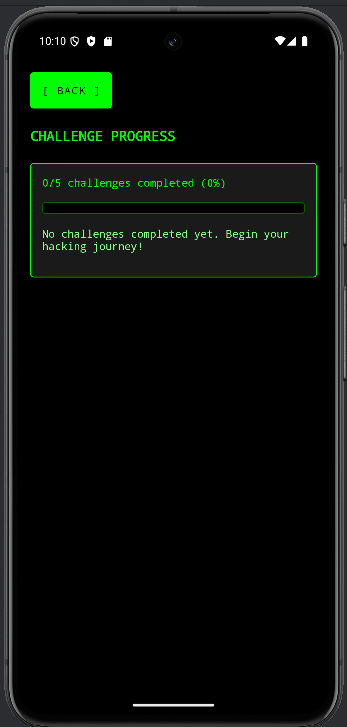 10:10
[ BACK ]
CHALLENGE PROGRESS
0/5 challenges completed (0%)
No challenges completed yet. Begin your
hacking journey!